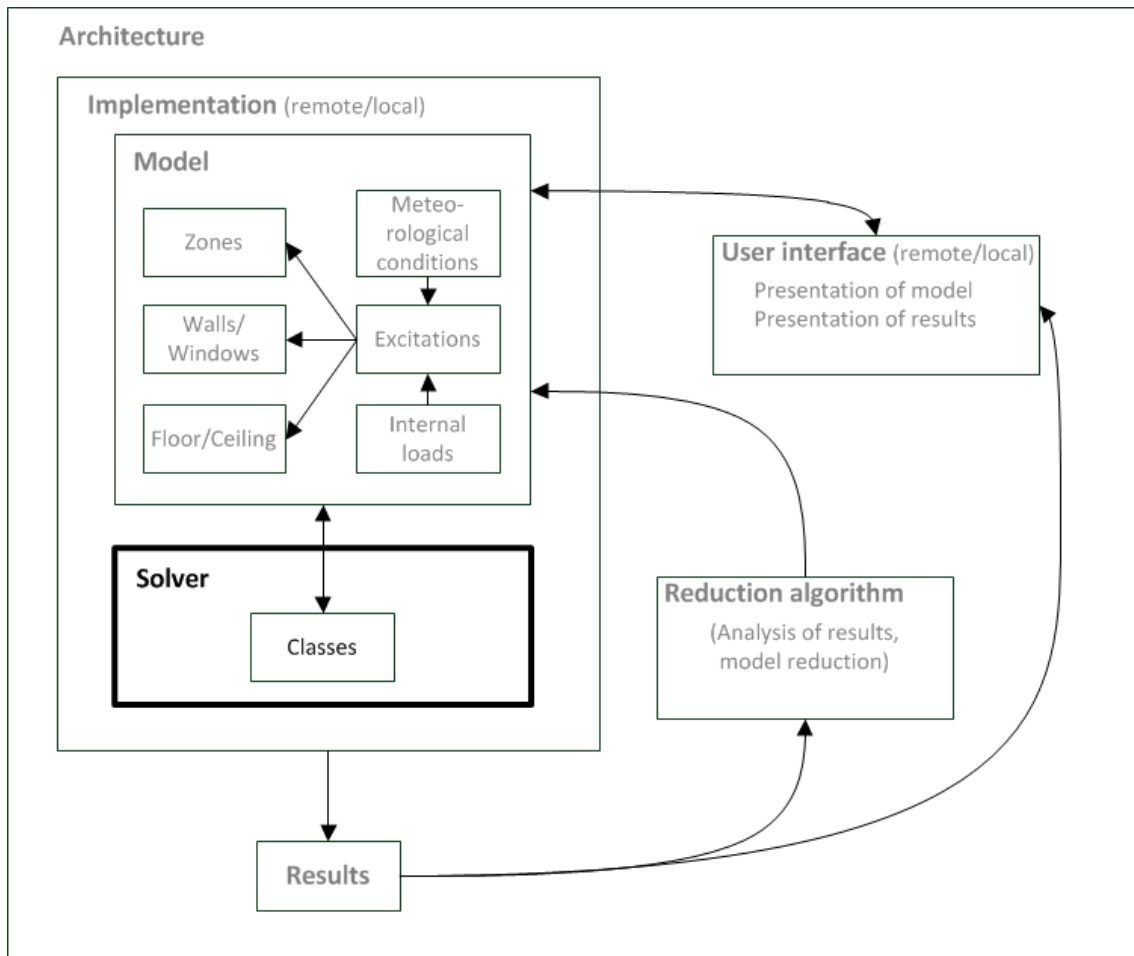 Architecture
Implementation (remote/local)
Model
Zones
Meteo-
rological
conditions
Walls/
Windows
Excitations
Floor/Ceiling
Internal
loads
User interface (remote/local)
Presentation of model
Presentation of results
Solver
Classes
Reduction algorithm
(Analysis of results,
model reduction)
Results